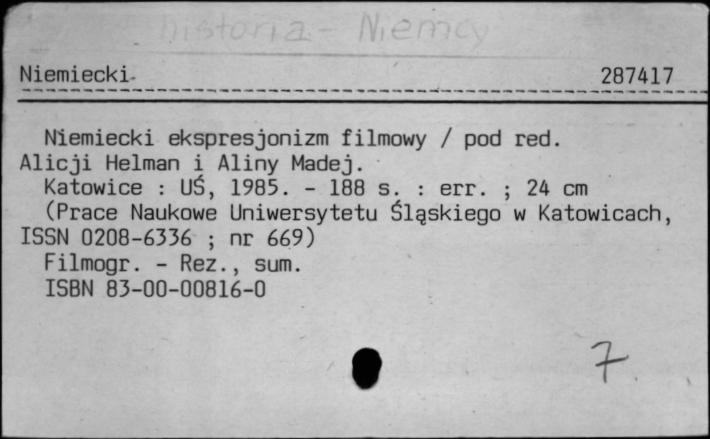 historia - Niemcy
Niemiecki. 287417
Niemiecki ekspresjonizm filmowy / pod red.
Alicji Helman i Aliny Madej.
Katowice : UŚ, 1985. - 188 s. : err. ; 24 cm
(Prace Naukowe Uniwersytetu Śląskiego w Katowicach,
ISSN 0208-6336 ; nr 669)
Filmogr. - Rez., sum.
ISBN 83-00-00816-0
7